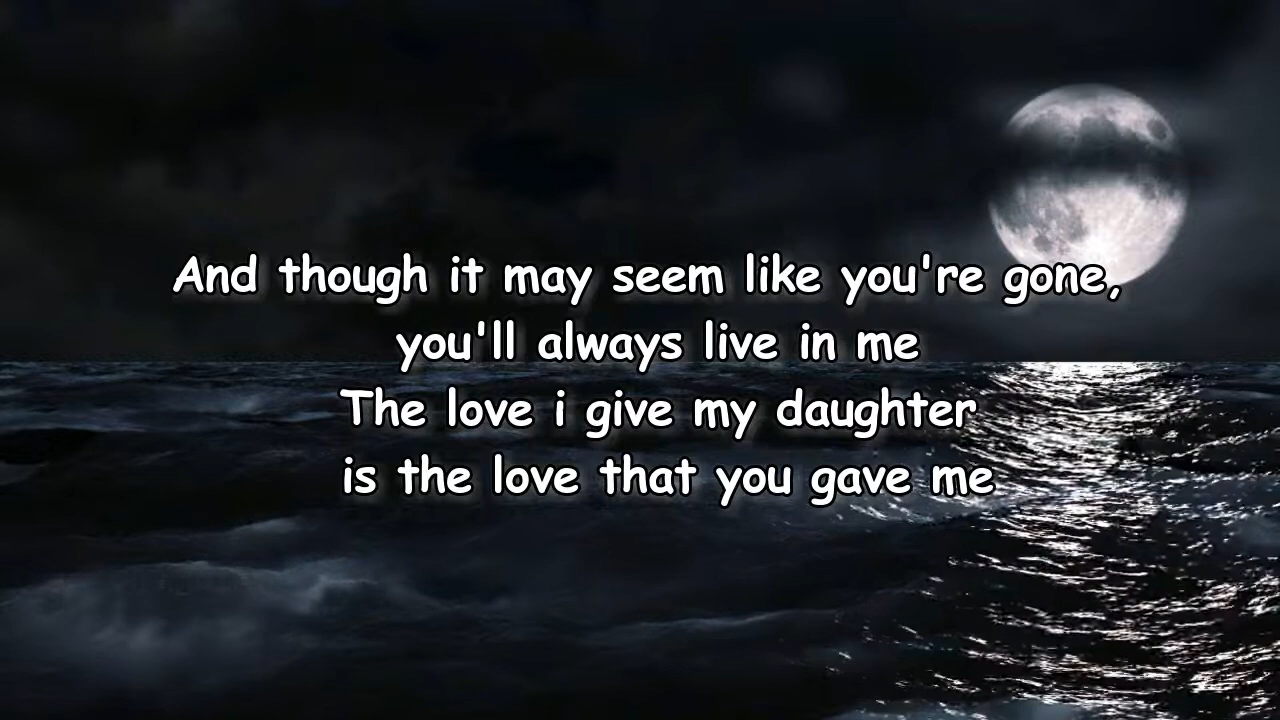 And though it may seem like you're gone,
you'll always live in me
The love i give my daughter
is the love that you gave me